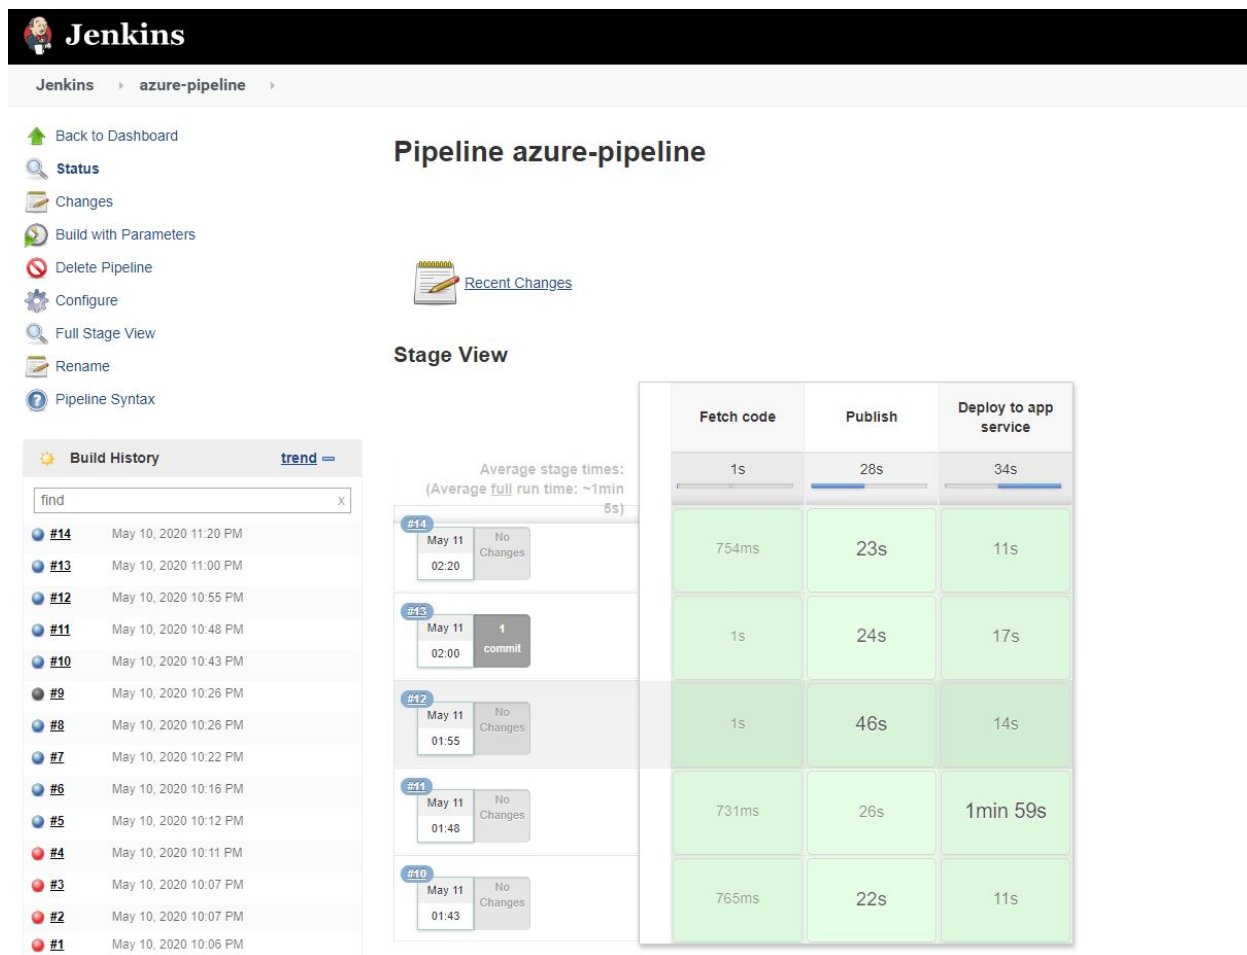 Jenkins
Jenkins
azure-pipeline
Back to Dashboard
Status
Changes
Build with Parameters
Delete Pipeline
Configure
Full Stage View
Rename
Pipeline Syntax
Build History
trend
find
x
#14 May 10, 2020 11:20 PM
#13 May 10, 2020 11:00 PM
#12 May 10, 2020 10:55 PM
#11 May 10, 2020 10:48 PM
#10 May 10, 2020 10:43 PM
#9 May 10, 2020 10:26 PM
#8 May 10, 2020 10:26 PM
#7 May 10, 2020 10:22 PM
#6 May 10, 2020 10:16 PM
#5 May 10, 2020 10:12 PM
#4 May 10, 2020 10:11 PM
#3 May 10, 2020 10:07 PM
#2 May 10, 2020 10:07 PM
#1 May 10, 2020 10:06 PM
Pipeline azure-pipeline
Recent Changes
Stage View
Fetch code
Publish
Deploy to app
service
Average stage times:
(Average full run time: ~1min
5s)
1s
28s
34s
#14
May 11
02:20
No
Changes
754ms
23s
11s
#13
May 11
02:00
1
commit
1s
24s
17s
#12
May 11
01:55
No
Changes
1s
46s
14s
#11
May 11
01:48
No
Changes
731ms
26s
1min 59s
#10
May 11
01:43
No
Changes
765ms
22s
11s